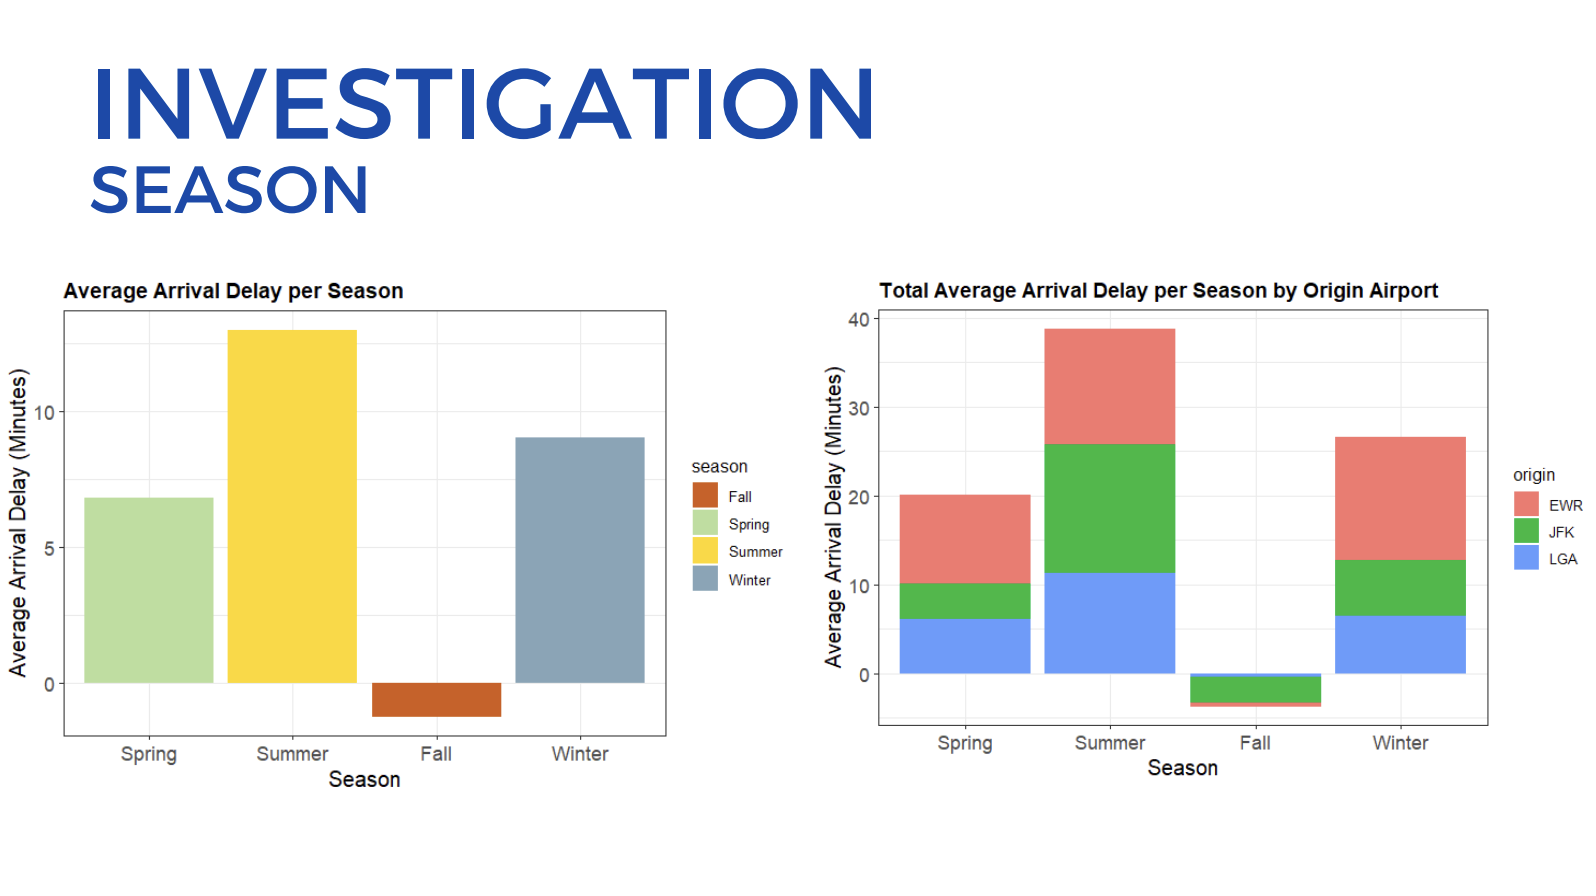 INVESTIGATION
SEASON
Average Arrival Delay per Season
Average Arrival Delay (Minutes)
10
5
0
Spring
Summer
Fall
Winter
Season
season
Fall
Spring
Summer
Winter
Total Average Arrival Delay per Season by Origin Airport
Average Arrival Delay (Minutes)
40
30
20
10
0
Spring
Summer
Fall
Winter
Season
origin
EWR
JFK
LGA